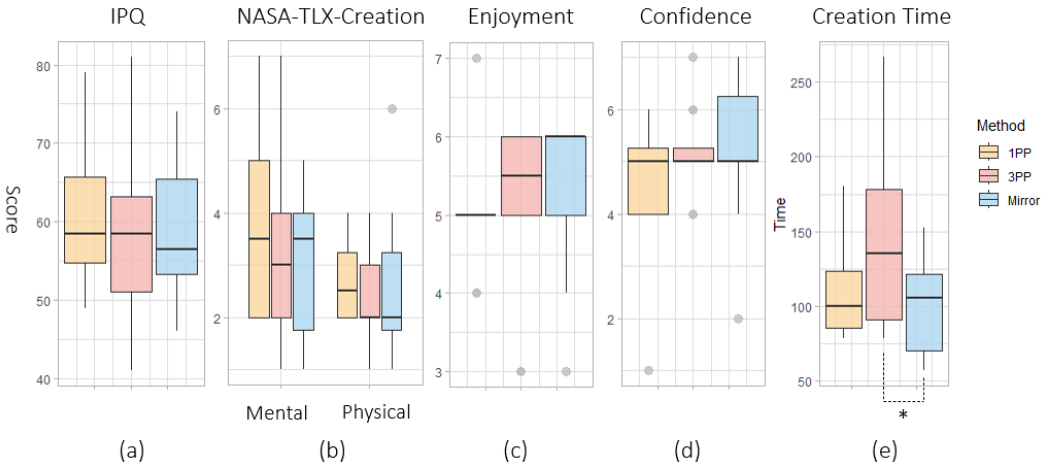 IPQ
NASA-TLX-Creation
Enjoyment
Confidence
Creation Time
Score
80
70
60
50
40
6
4
2
Mental
Physical
7
6
5
4
3
6
4
2
Time
250
200
150
100
50
*
Method
1PP
3PP
Mirror
(a)
(b)
(c)
(d)
(e)